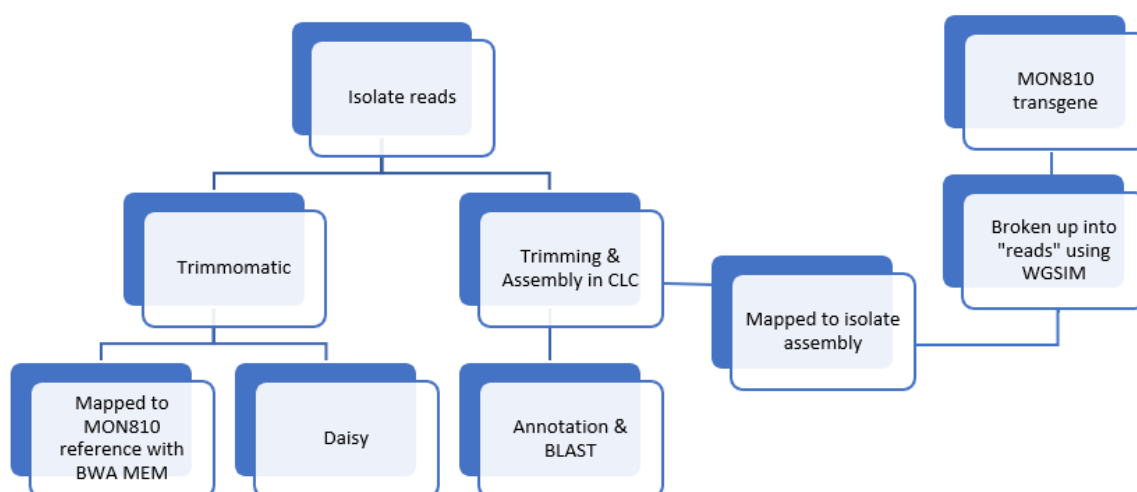 Isolate reads
MON810
transgene
Trimmomatic
Trimming &
Assembly in CLC
Broken up into
"reads" using
WGSIM
Mapped to isolate
assembly
Mapped to
MON810
reference with
BWA MEM
Daisy
Annotation &
BLAST